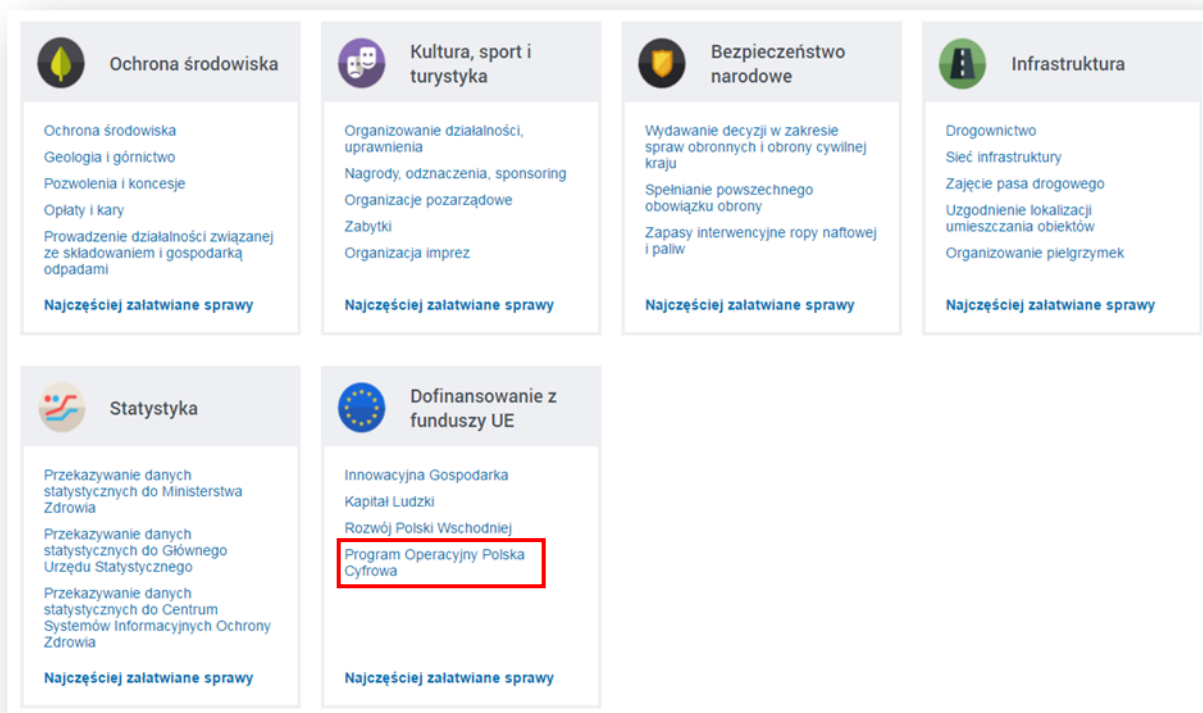 Ochrona środowiska
Ochrona środowiska
Geologia i górnictwo
Pozwolenia i koncesje
Opłaty i kary
Prowadzenie działalności związanej
ze składowaniem i gospodarką
odpadami
Najczęściej załatwiane sprawy
Kultura, sport i
turystyka
Organizowanie działalności,
uprawnienia
Nagrody, odznaczenia, sponsoring
Organizacje pozarządowe
Zabytki
Organizacja imprez
Najczęściej załatwiane sprawy
Bezpieczeństwo
narodowe
Wydawanie decyzji w zakresie
spraw obronnych i obrony cywilnej
kraju
Spełnianie powszechnego
obowiązku obrony
Zapasy interwencyjne ropy naftowej
i paliw
Najczęściej załatwiane sprawy
Infrastruktura
Drogownictwo
Sieć infrastruktury
Zajęcie pasa drogowego
Uzgodnienie lokalizacji
umieszczania obiektów
Organizowanie pielgrzymek
Najczęściej załatwiane sprawy
Statystyka
Przekazywanie danych
statystycznych do Ministerstwa
Zdrowia
Przekazywanie danych
statystycznych do Głównego
Urzędu Statystycznego
Przekazywanie danych
statystycznych do Centrum
Systemów Informacyjnych Ochrony
Zdrowia
Najczęściej załatwiane sprawy
Dofinansowanie z
funduszy UE
Innowacyjna Gospodarka
Kapitał Ludzki
Rozwój Polski Wschodniej
Program Operacyjny Polska
Cyfrowa
Najczęściej załatwiane sprawy